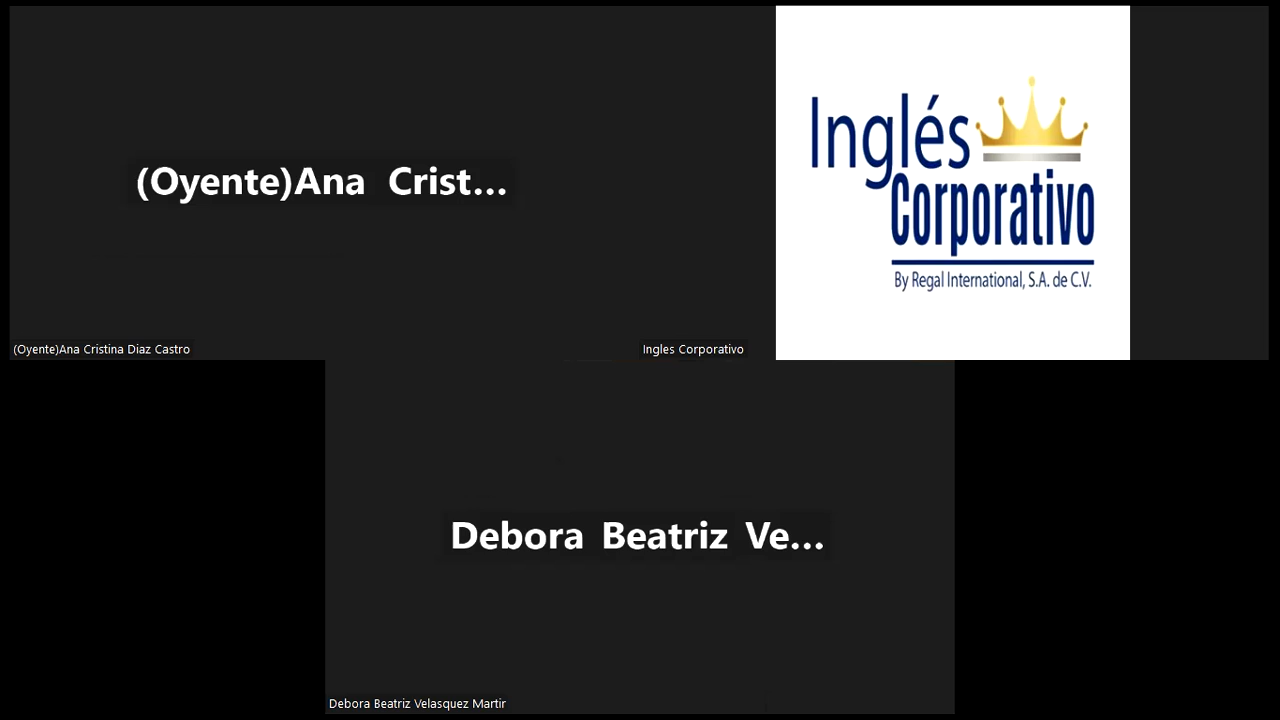 (Oyente)Ana Crist...
Inglés
Corporativo
By Regal International, S.A. de C.V.
(Oyente)Ana Cristina Diaz Castro
Ingles Corporativo
Debora Beatriz Ve...
Debora Beatriz Velasquez Martir